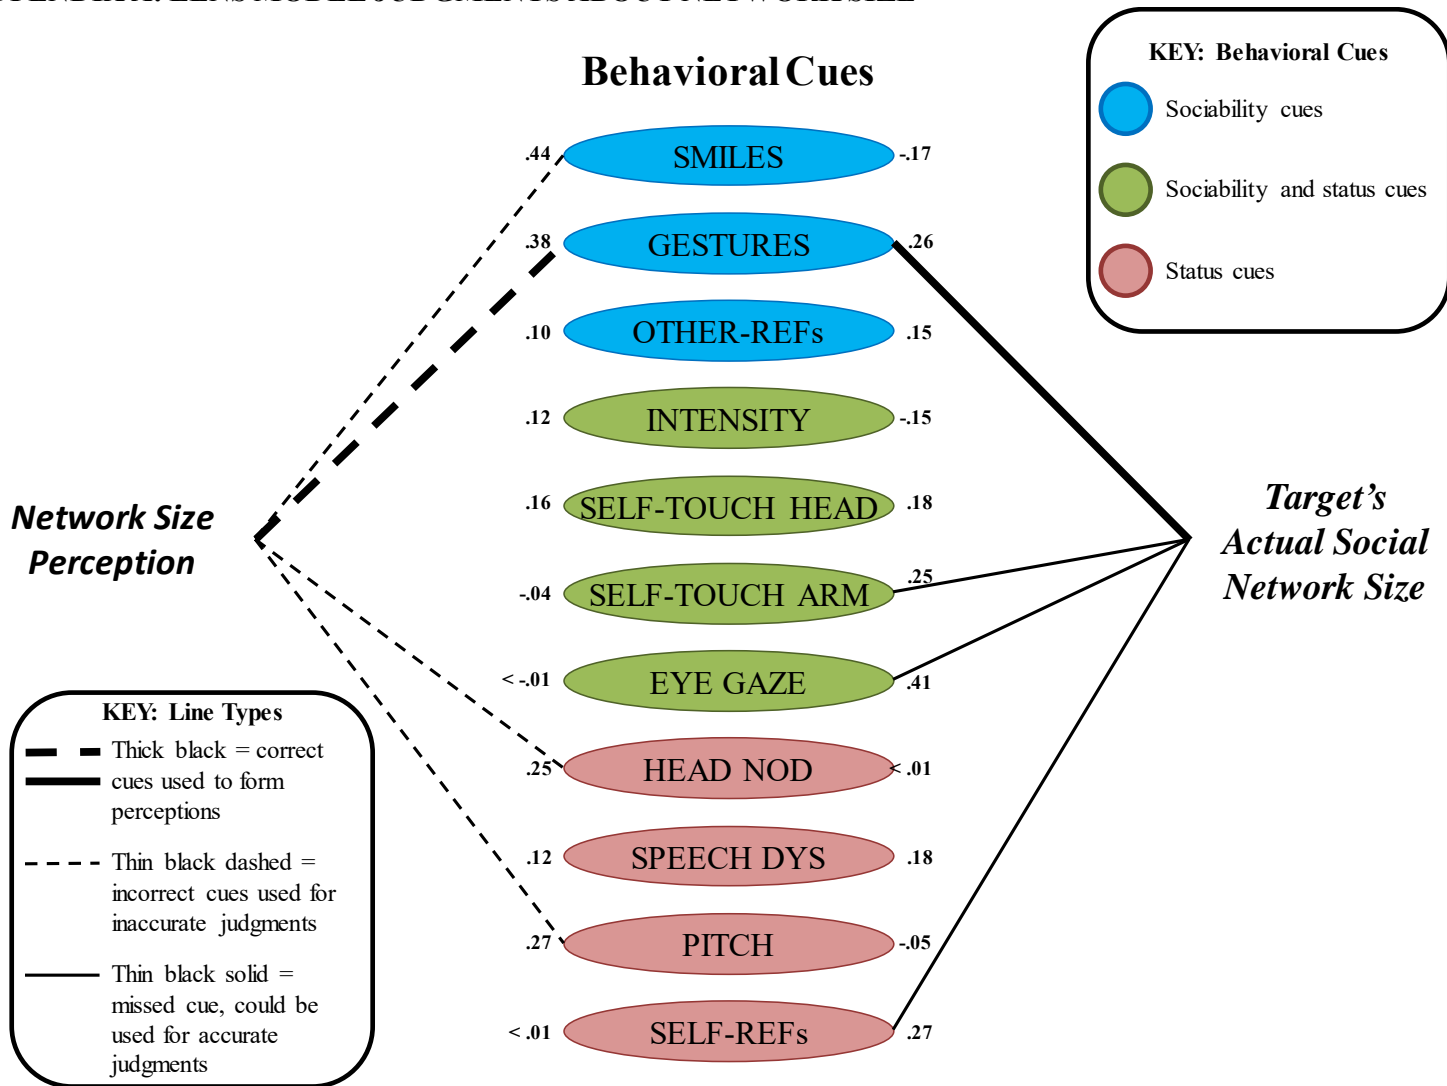 KEY: Behavioral Cues
Sociability cues
Sociability and status cues
Status cues
Behavioral Cues
.44 SMILES -.17
.38 GESTURES .26
.10 OTHER-REFs .15
.12 INTENSITY -.15
.16 SELF-TOUCH HEAD .18
-.04 SELF-TOUCH ARM .25
< -.01 EYE GAZE .41
.25 HEAD NOD < .01
.12 SPEECH DYS .18
.27 PITCH -.05
< .01 SELF-REFs .27
Network Size
Perception
Target's
Actual Social
Network Size
KEY: Line Types
Thick black = correct
cues used to form
perceptions
Thin black dashed =
incorrect cues used for
inaccurate judgments
Thin black solid =
missed cue, could be
used for accurate
judgments